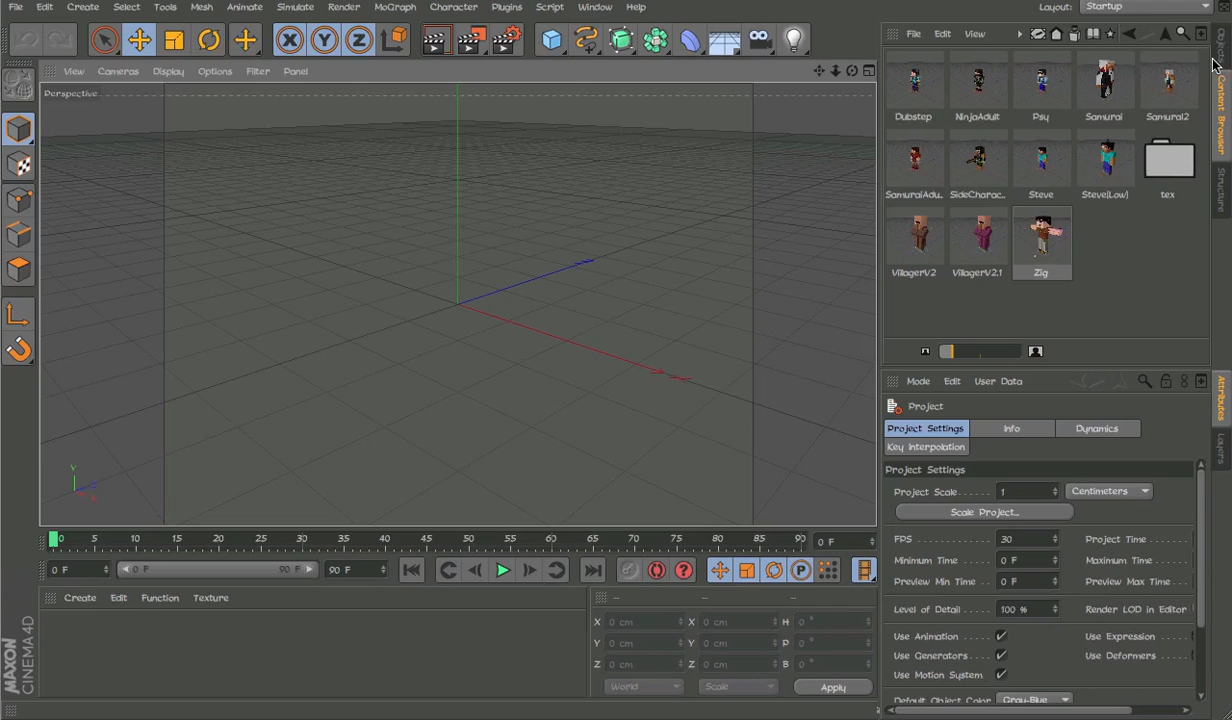 File Edit Create Select Tools Mesh Animate Simulate Render MoGraph Character Plugins Script Window Help
Layout: Startup
File Edit View
Objects
Content Browser
Structure
View Cameras Display Options Filter Panel
Perspective
X Y Z
Dubstep NinjaAdult Psy Samurai Samurai2
SamuraiAdu.. SideCharac.. Steve Steve(Low) tex
VillagerV2 VillagerV2.1 Zig
Y
Mode Edit User Data
Attributes
Layers
Project
Project Settings Info Dynamics
Key Interpolation
Project Settings
Project Scale 1 Centimeters
Scale Project...
FPS 30 Project Time
Minimum Time 0 F Maximum Time
Preview Min Time 0 F Preview Max Time
Level of Detail 100 % Render LOD in Editor
Use Animation Use Expression
Use Generators Use Deformers
Use Motion System
Default Object Color Gray-Blue
0 5 10 15 20 25 30 35 40 45 50 55 60 65 70 75 80 85 90 0 F
0 F 0 F 90 F 90 F
P
Create Edit Function Texture
-- -- --
X 0 cm X 0 cm H 0 °
Y 0 cm Y 0 cm P 0 °
Z 0 cm Z 0 cm B 0 °
World Scale Apply
MAXON
CINEMA 4D